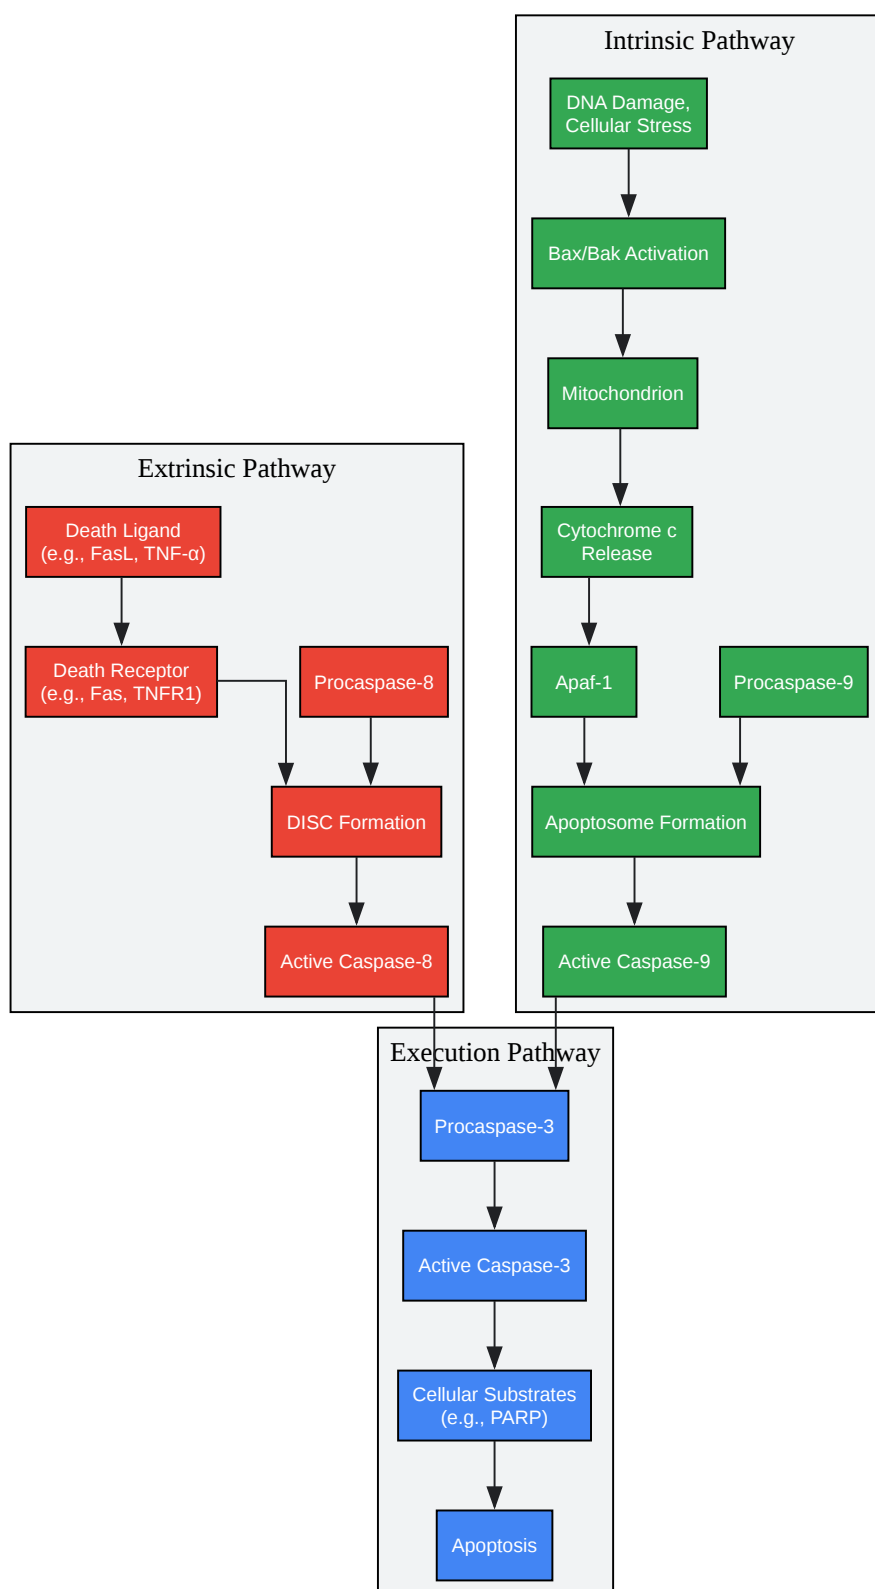 Intrinsic Pathway
DNA Damage,
Cellular Stress
Bax/Bak Activation
Mitochondrion
Cytochrome c
Release
Apaf-1
Procaspase-9
Apoptosome Formation
Active Caspase-9
Extrinsic Pathway
Death Ligand
(e.g., FasL, TNF-α)
Death Receptor
(e.g., Fas, TNFR1)
Procaspase-8
DISC Formation
Active Caspase-8
Execution Pathway
Procaspase-3
Active Caspase-3
Cellular Substrates
(e.g., PARP)
Apoptosis